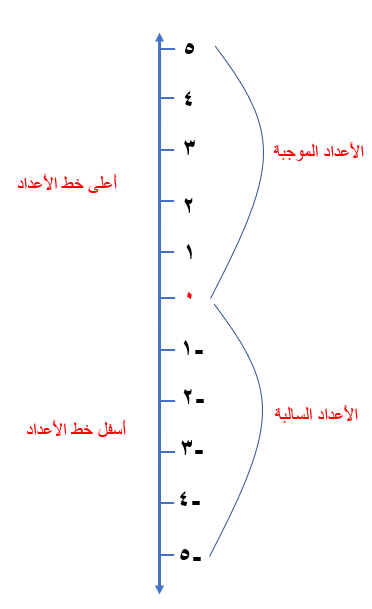 ٥
٤
٣
الأعداد الموجبة
أعلى خط الأعداد
٢
١
٠
-١
-٢
الأعداد السالبة
أسفل خط الأعداد
-٣
-٤
-٥